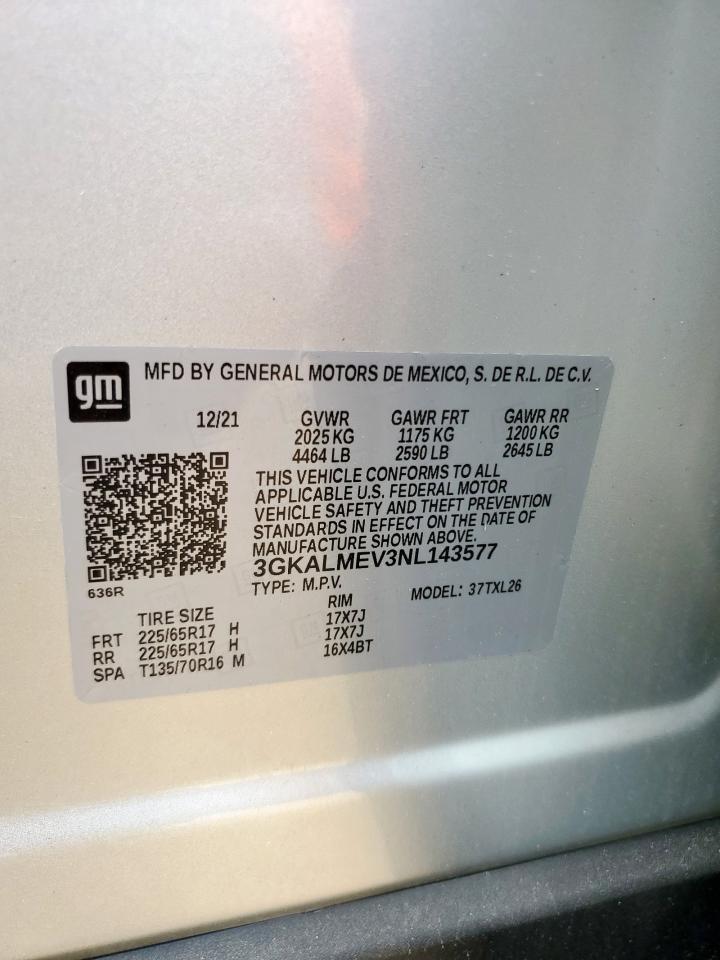 gm
MFD BY GENERAL MOTORS DE MEXICO, S. DE R.L. DE C.V.
12/21 GVWR GAWR FRT GAWR RR
2025 KG 1175 KG 1200 KG
4464 LB 2590 LB 2645 LB
THIS VEHICLE CONFORMS TO ALL
APPLICABLE U.S. FEDERAL MOTOR
VEHICLE SAFETY AND THEFT PREVENTION
STANDARDS IN EFFECT ON THE DATE OF
MANUFACTURE SHOWN ABOVE.
3GKALMEV3NL143577
636R
TYPE: M.P.V. MODEL: 37TXL26
TIRE SIZE RIM
FRT 225/65R17 H 17X7J
RR 225/65R17 H 17X7J
SPA T135/70R16 M 16X4BT